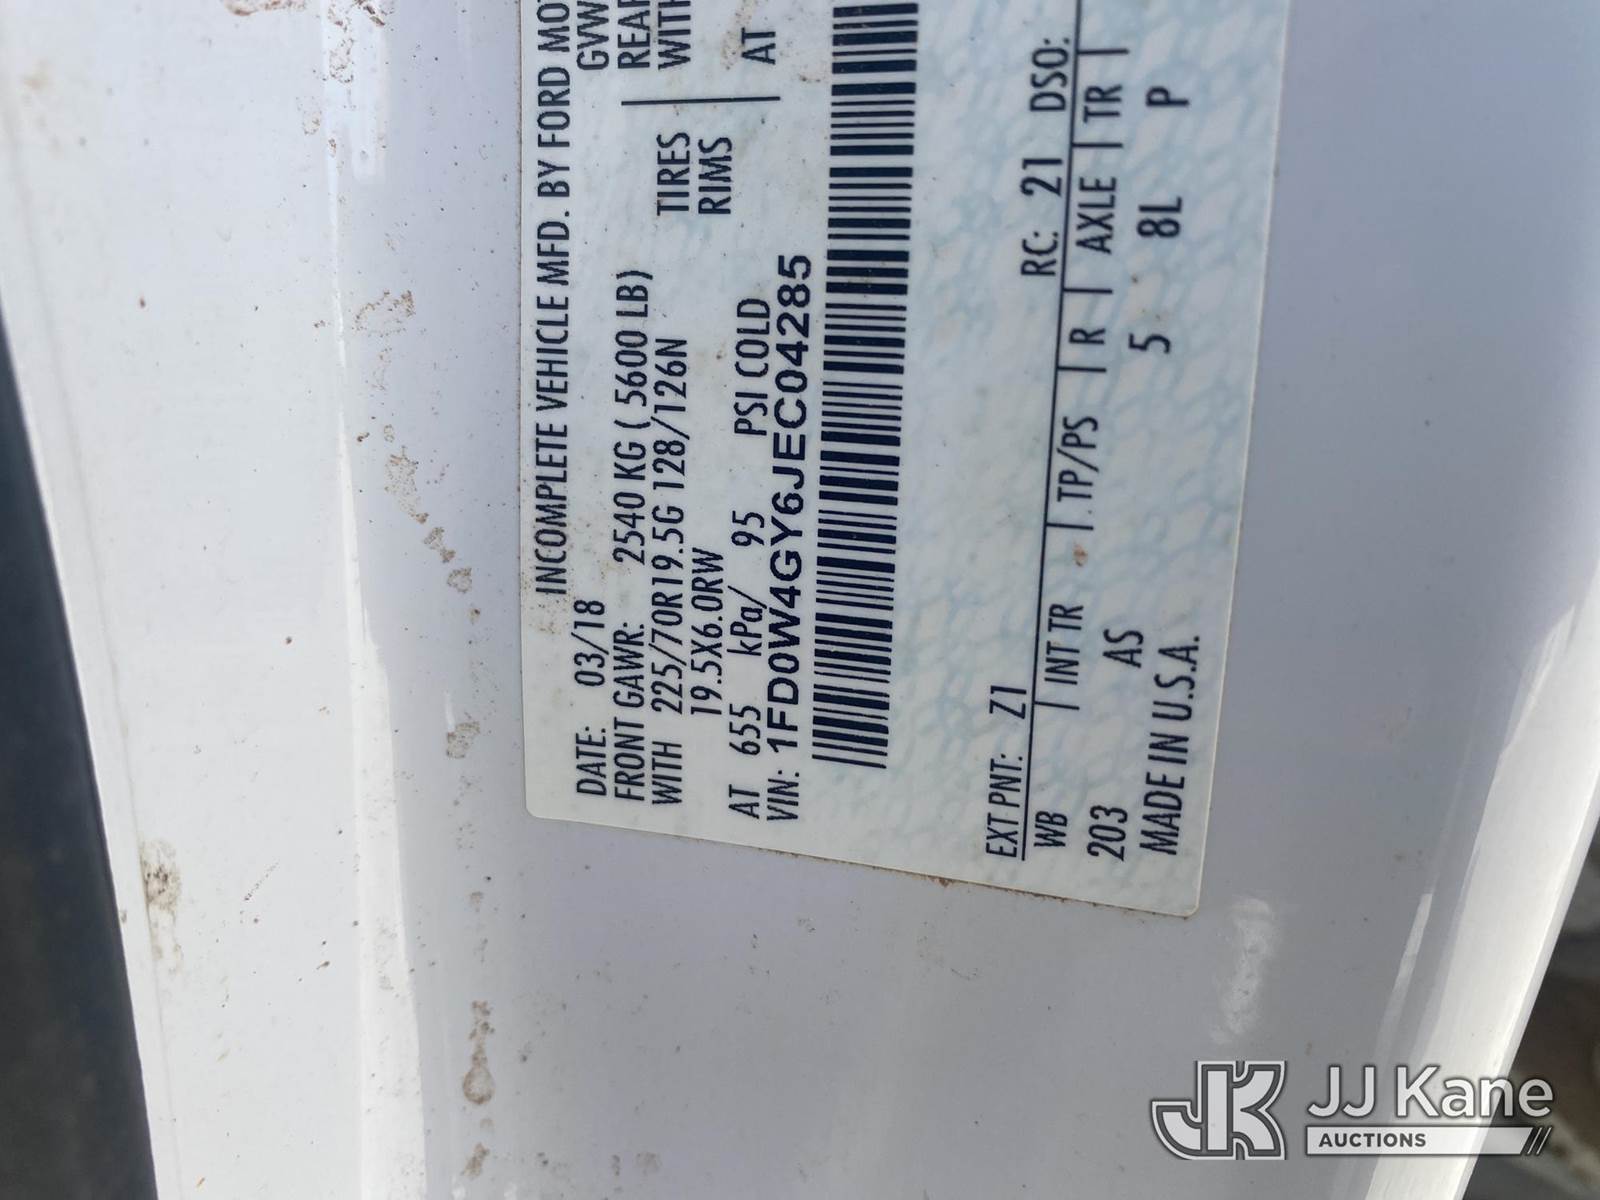 INCOMPLETE VEHICLE MFD. BY FORD
DATE: 03/18
FRONT GAWR: 2540 KG ( 5600 LB)
WITH 225/70R19.5G 128/126N TIRES WITH
19.5X6.0RW RIMS
AT 655 kPa/ 95 PSI COLD AT
VIN: 1FD0W4GY6JEC04285
EXT PNT: Z1 RC: 21 DSO:
WB | INT TR | TP/PS | R | AXLE | TR |
203 AS 5 5 8L P
MADE IN U.S.A.
JK JJ Kane
AUCTIONS